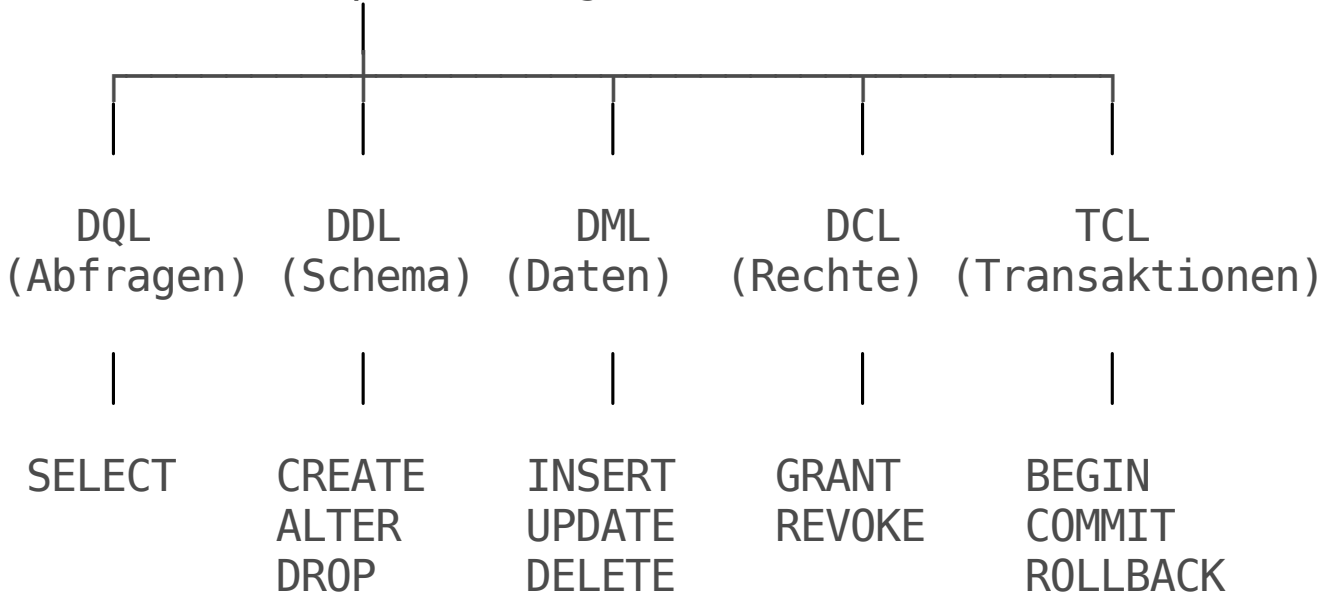 DQL DDL DML DCL TCL
(Abfragen) (Schema) (Daten) (Rechte) (Transaktionen)
SELECT CREATE INSERT GRANT BEGIN
ALTER UPDATE REVOKE COMMIT
DROP DELETE ROLLBACK